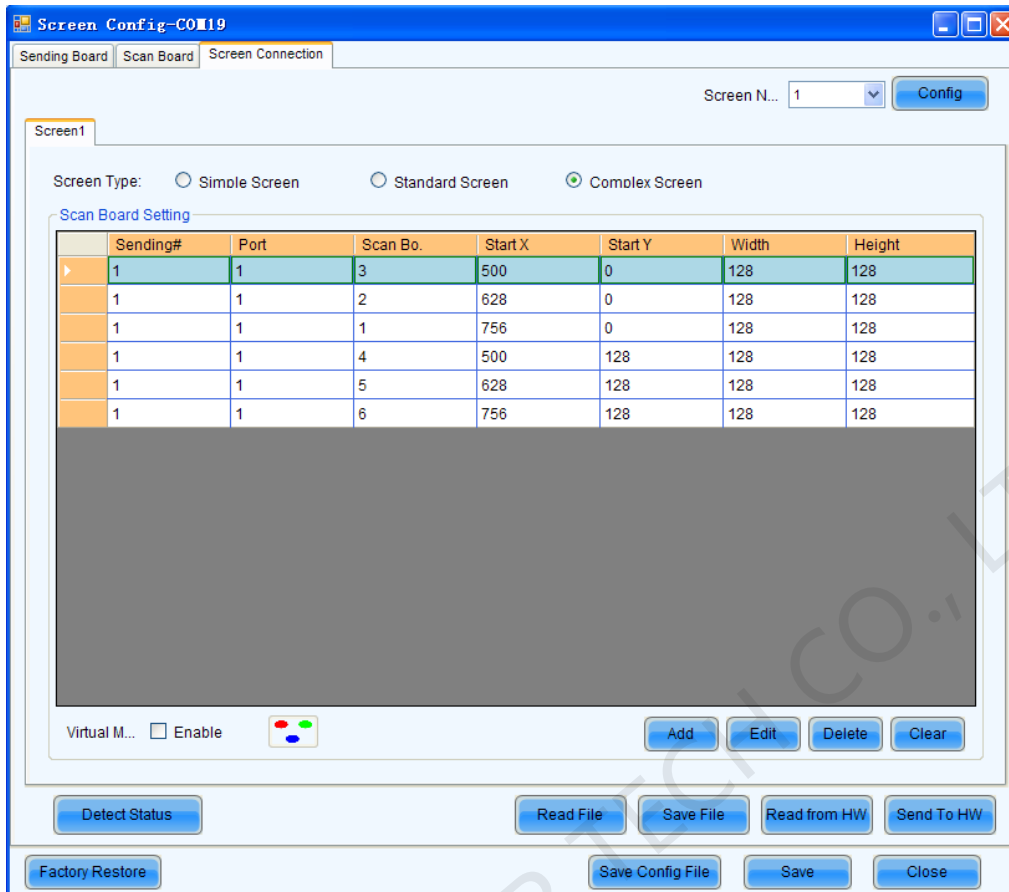 Screen Config-COM19
Sending Board Scan Board Screen Connection
Screen N... 1 Config
Screen1
Screen Type: Simple Screen Standard Screen Complex Screen
Scan Board Setting
Sending# Port Scan Bo. Start X Start Y Width Height
1 1 3 500 0 128 128
1 1 2 628 0 128 128
1 1 1 756 0 128 128
1 1 4 500 128 128 128
1 1 5 628 128 128 128
1 1 6 756 128 128 128
Virtual M... Enable Add Edit Delete Clear
Detect Status Read File Save File Read from HW Send To HW
Factory Restore Save Config File Save Close
TECH CO., LT